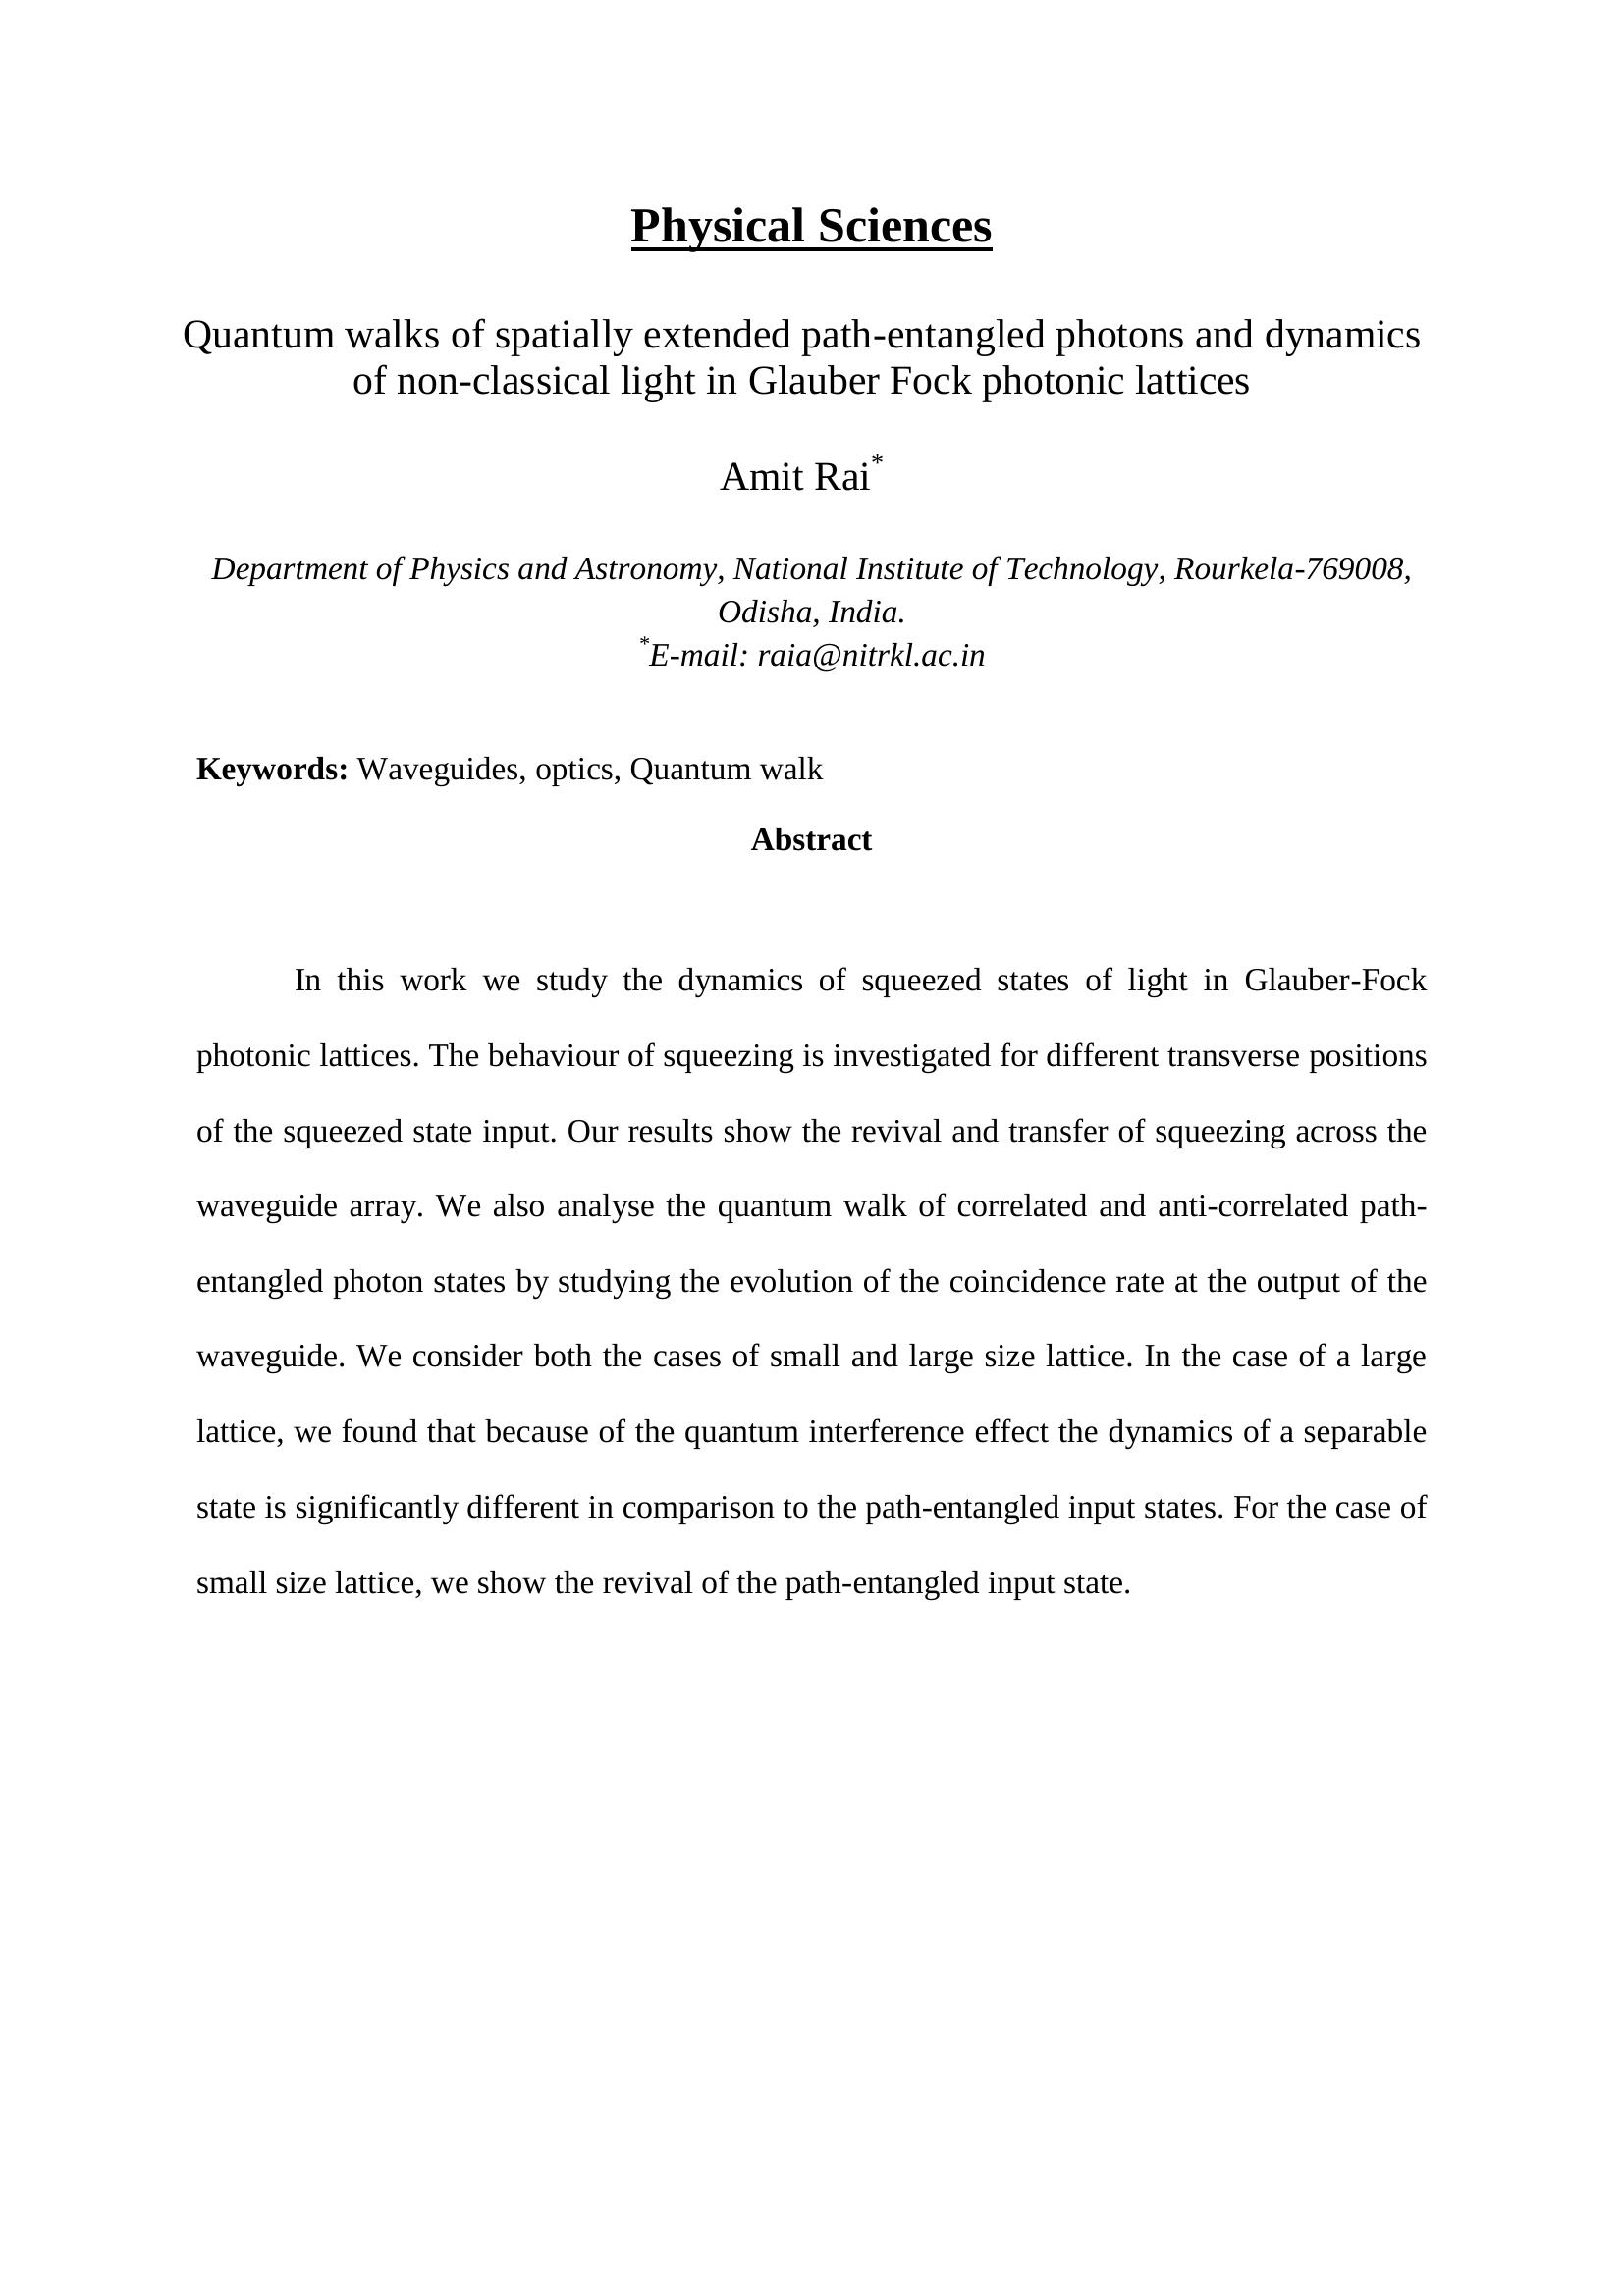 Physical Sciences
Quantum walks of spatially extended path-entangled photons and dynamics
of non-classical light in Glauber Fock photonic lattices
Amit Rai*
Department of Physics and Astronomy, National Institute of Technology, Rourkela-769008,
Odisha, India.
*E-mail: raia@nitrkl.ac.in
Keywords: Waveguides, optics, Quantum walk
Abstract
In this work we study the dynamics of squeezed states of light in Glauber-Fock
photonic lattices. The behaviour of squeezing is investigated for different transverse positions
of the squeezed state input. Our results show the revival and transfer of squeezing across the
waveguide array. We also analyse the quantum walk of correlated and anti-correlated path-
entangled photon states by studying the evolution of the coincidence rate at the output of the
waveguide. We consider both the cases of small and large size lattice. In the case of a large
lattice, we found that because of the quantum interference effect the dynamics of a separable
state is significantly different in comparison to the path-entangled input states. For the case of
small size lattice, we show the revival of the path-entangled input state.